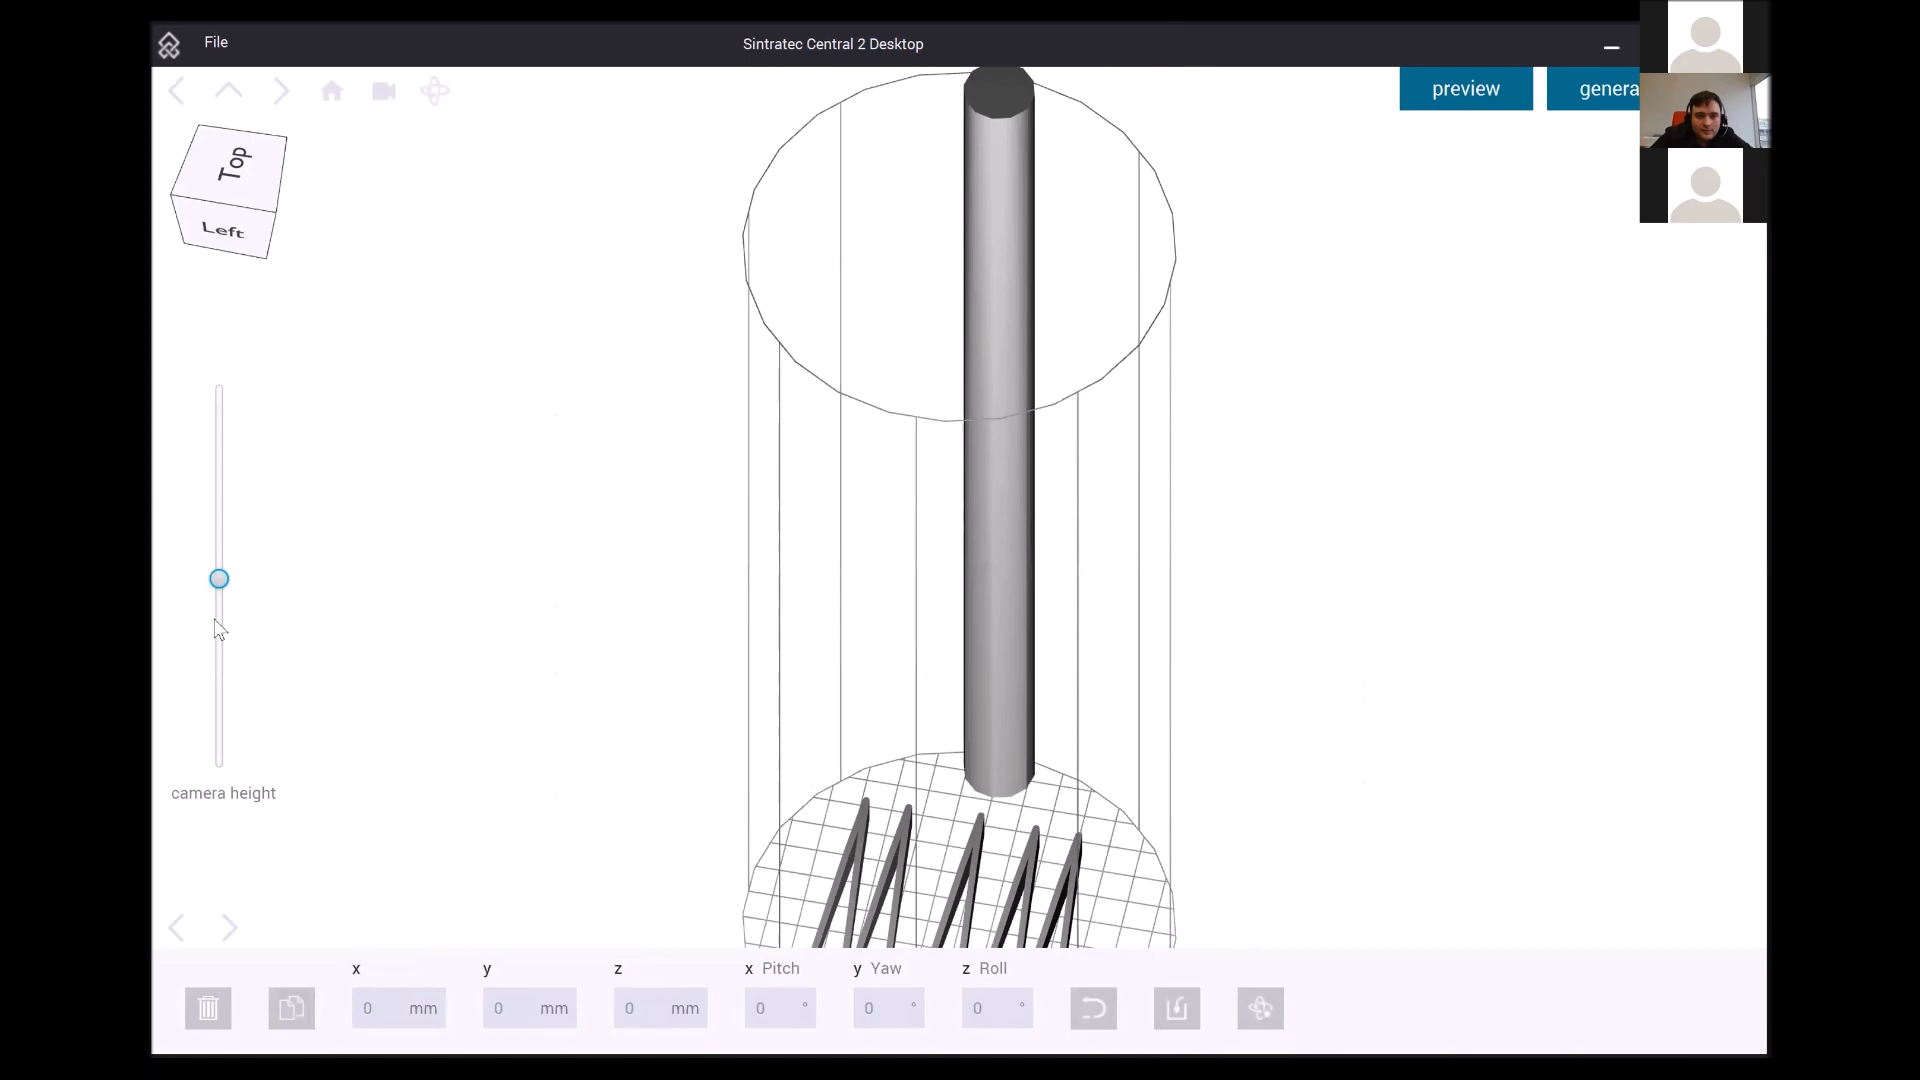 File
Sintratec Central 2 Desktop
preview
genera
Top
Left
camera height
x
y
z
x Pitch
y Yaw
z Roll
0 mm
0 mm
0 mm
0 °
0 °
0 °